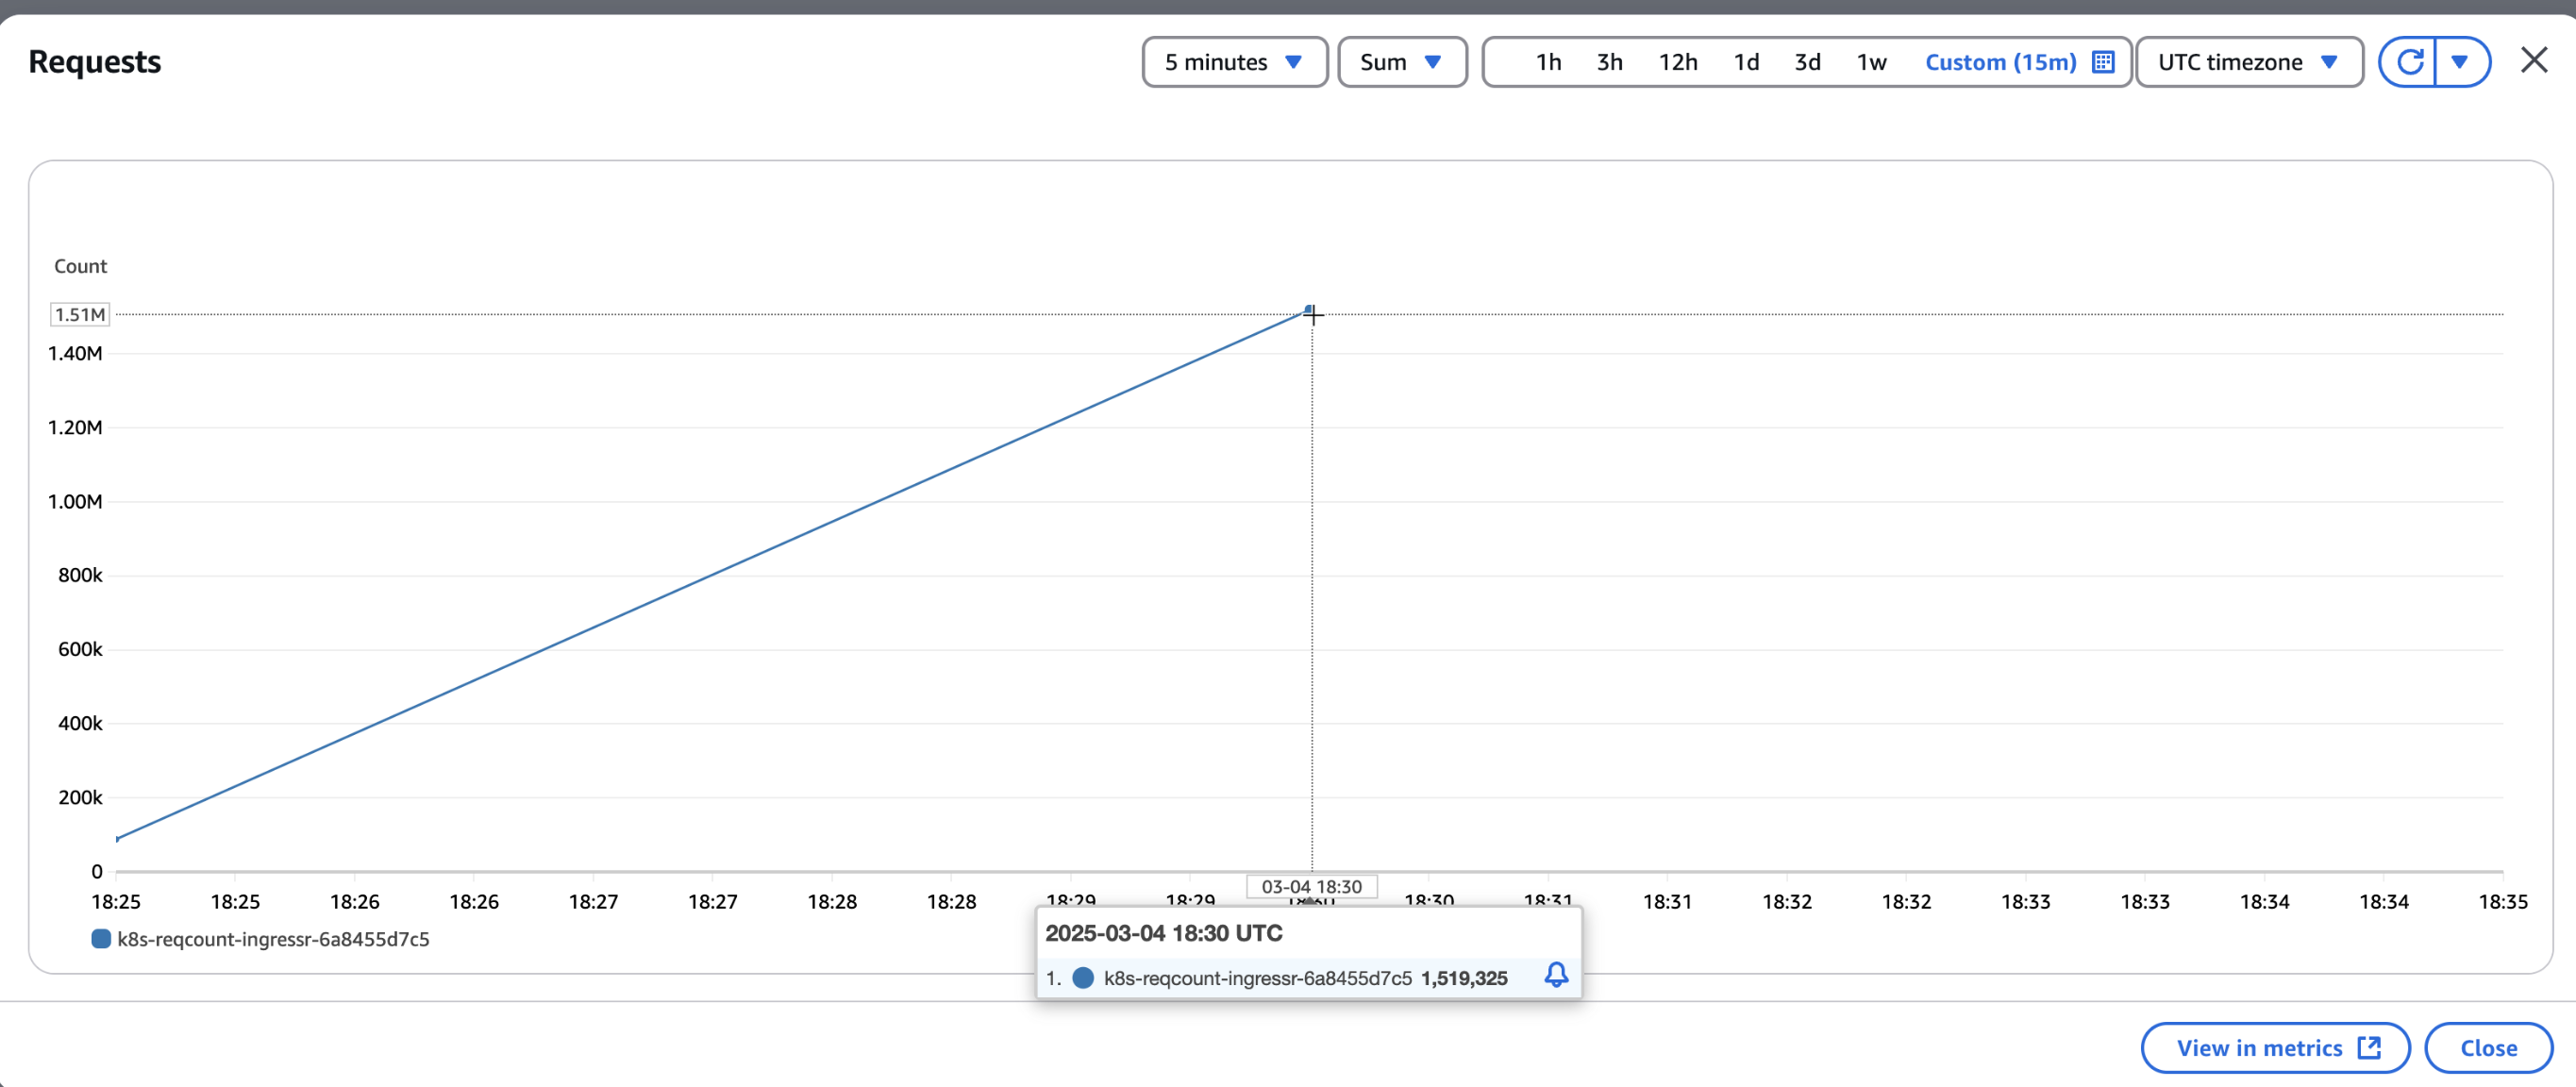 Requests
5 minutes
Sum
1h 3h 12h 1d 3d 1w Custom (15m)
UTC timezone
Count
1.51M
1.40M
1.20M
1.00M
800k
600k
400k
200k
0
03-04 18:30
18:25 18:25 18:26 18:26 18:27 18:27 18:28 18:28 18:29 18:29 18:30 18:30 18:31 18:31 18:32 18:32 18:33 18:33 18:34 18:34 18:35
k8s-reqcount-ingressr-6a8455d7c5
2025-03-04 18:30 UTC
1. k8s-reqcount-ingressr-6a8455d7c5 1,519,325
View in metrics
Close